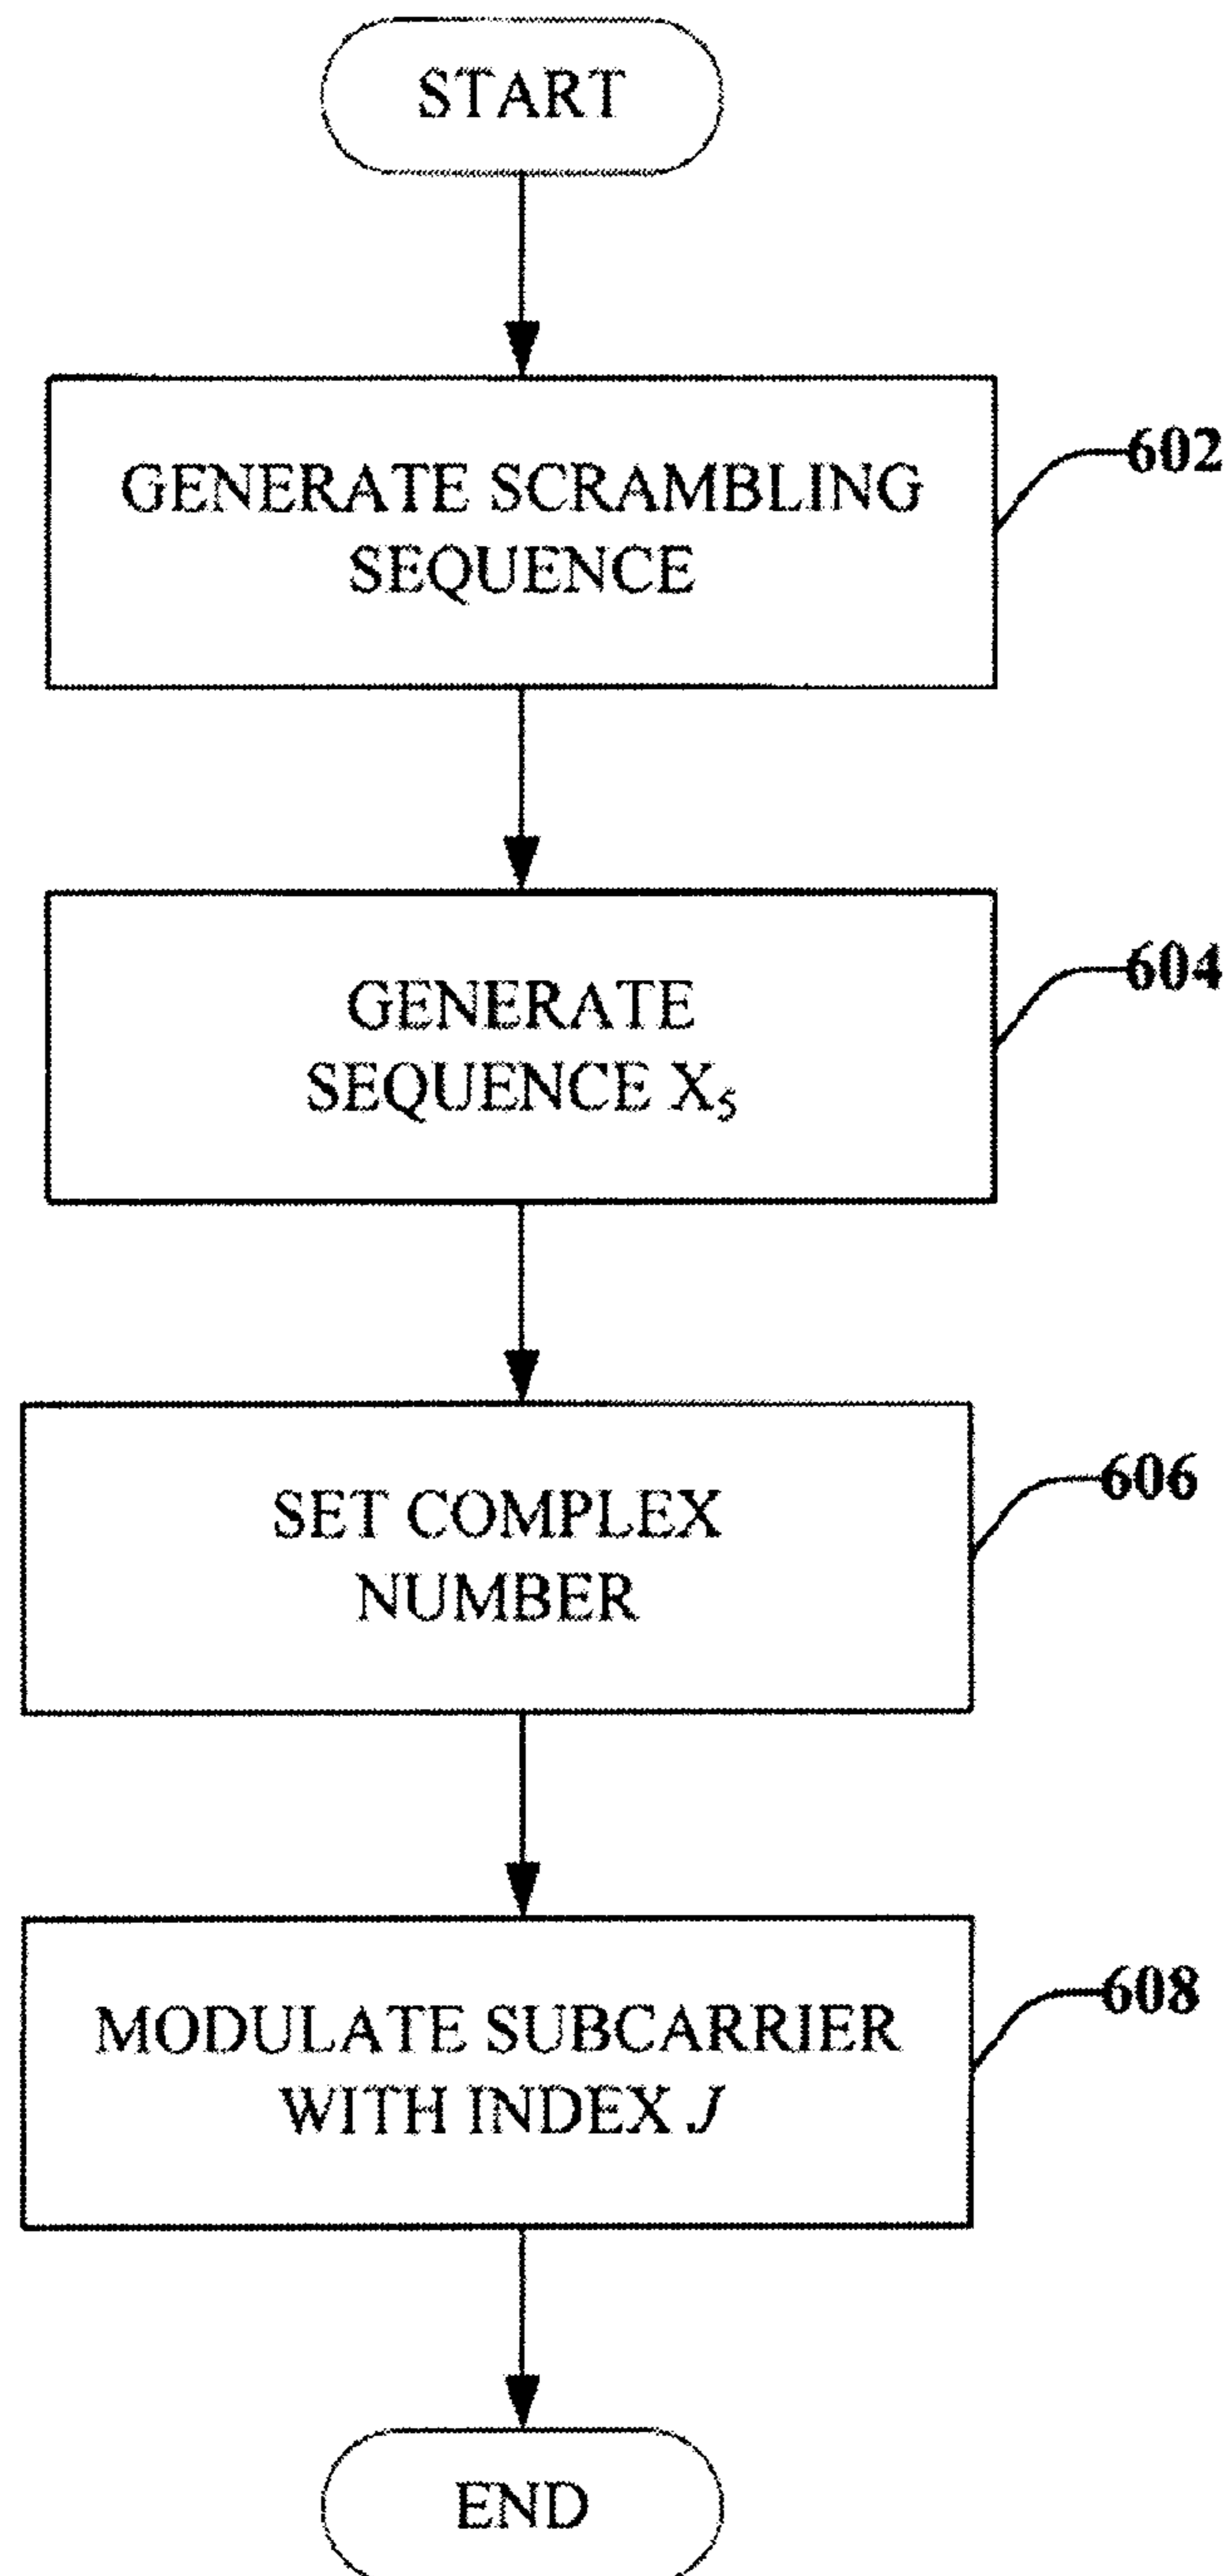 START
GENERATE SCRAMBLING
SEQUENCE
602
GENERATE
SEQUENCE X₅
604
SET COMPLEX
NUMBER
606
MODULATE SUBCARRIER
WITH INDEX J
608
END